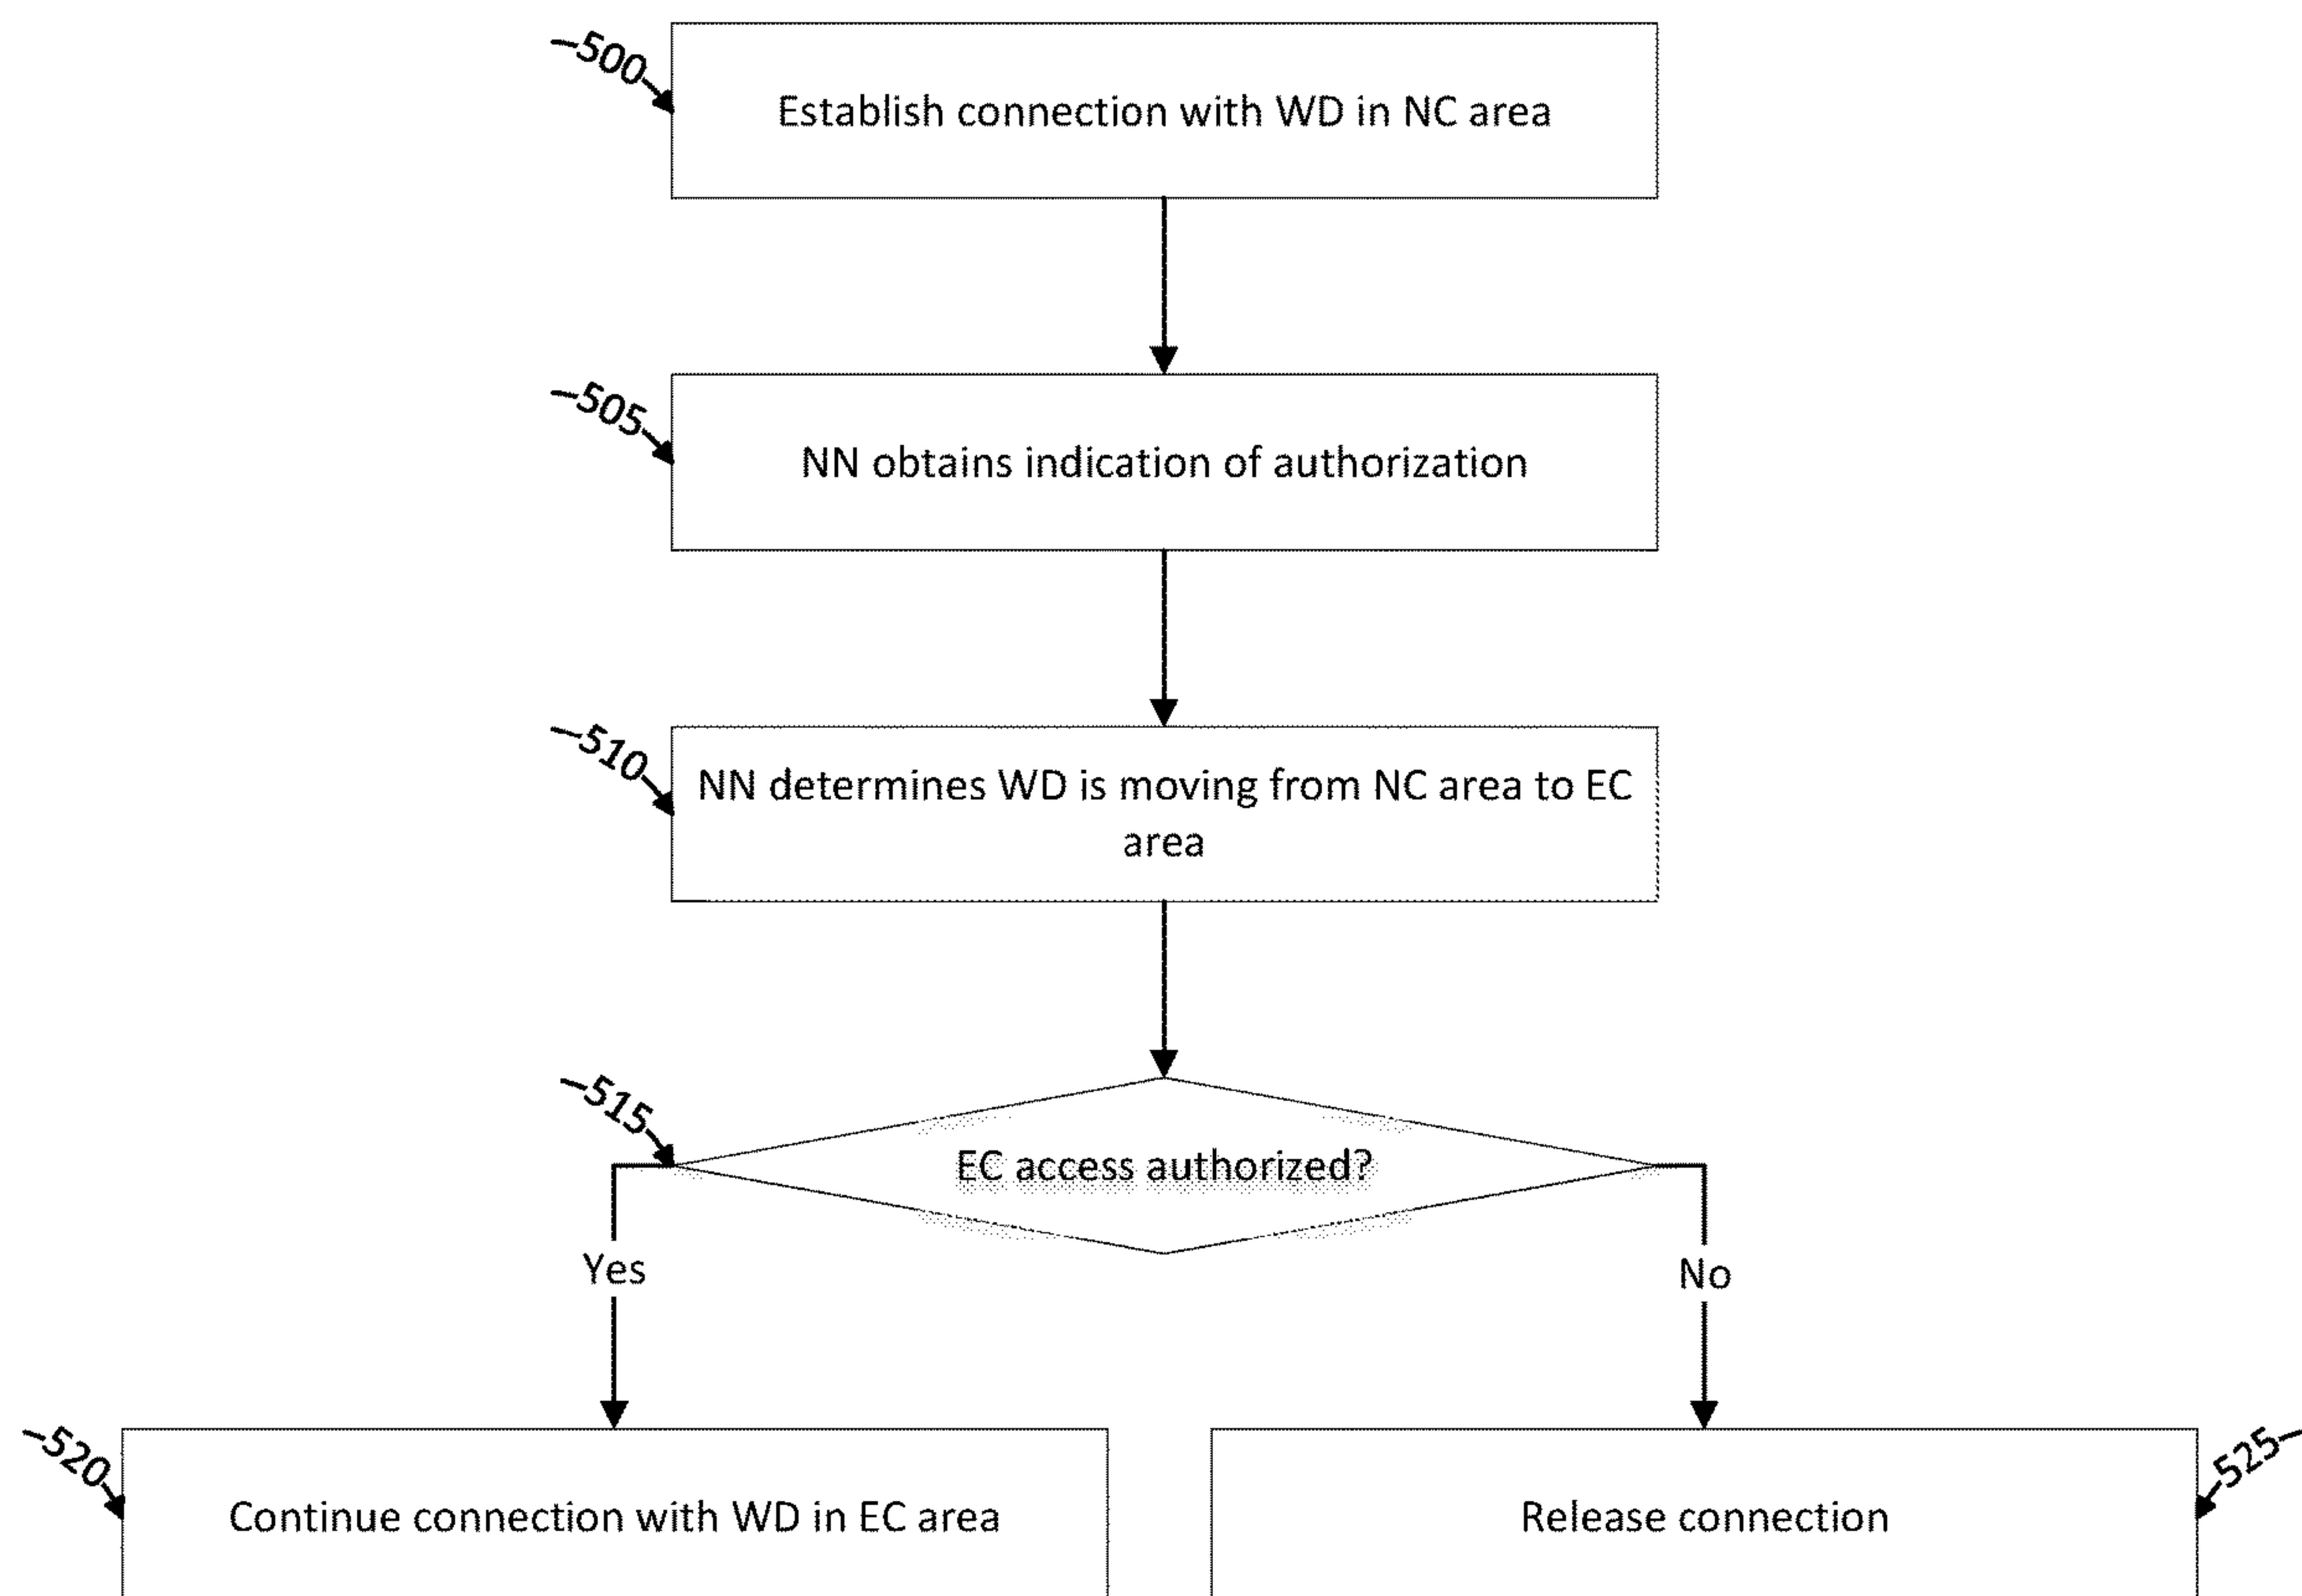 500
Establish connection with WD in NC area
505
NN obtains indication of authorization
510
NN determines WD is moving from NC area to EC
area
515
EC access authorized?
Yes
No
520
Continue connection with WD in EC area
525
Release connection